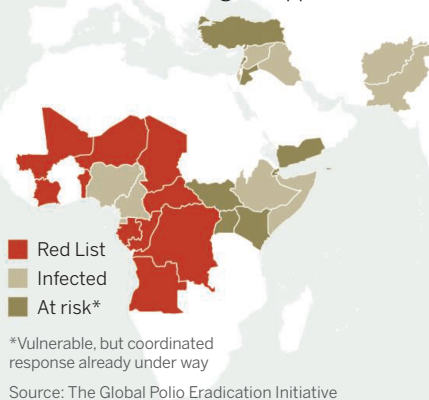 Red List
Infected
At risk*
*Vulnerable, but coordinated
response already under way
Source: The Global Polio Eradication Initiative